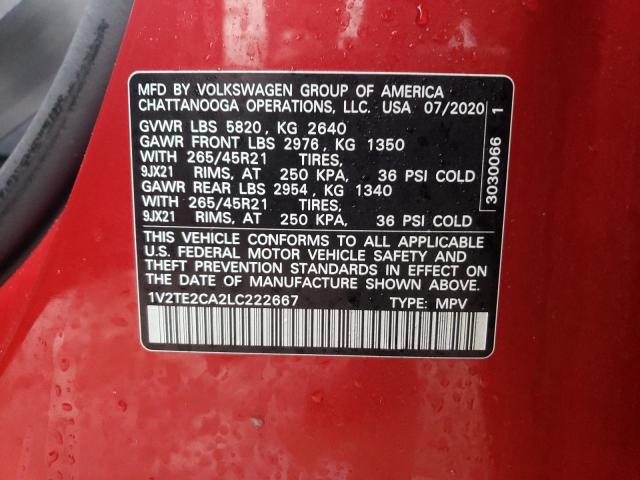 MFD BY VOLKSWAGEN GROUP OF AMERICA
CHATTANOOGA OPERATIONS, LLC. USA 07/2020
GVWR LBS 5820, KG 2640
GAWR FRONT LBS 2976, KG 1350
WITH 265/45R21 TIRES,
9JX21 RIMS, AT 250 KPA, 36 PSI COLD
GAWR REAR LBS 2954, KG 1340
WITH 265/45R21 TIRES,
9JX21 RIMS, AT 250 KPA, 36 PSI COLD
THIS VEHICLE CONFORMS TO ALL APPLICABLE
U.S. FEDERAL MOTOR VEHICLE SAFETY AND
THEFT PREVENTION STANDARDS IN EFFECT ON
THE DATE OF MANUFACTURE SHOWN ABOVE.
1V2TE2CA2LC222667 TYPE: MPV
3030066 1